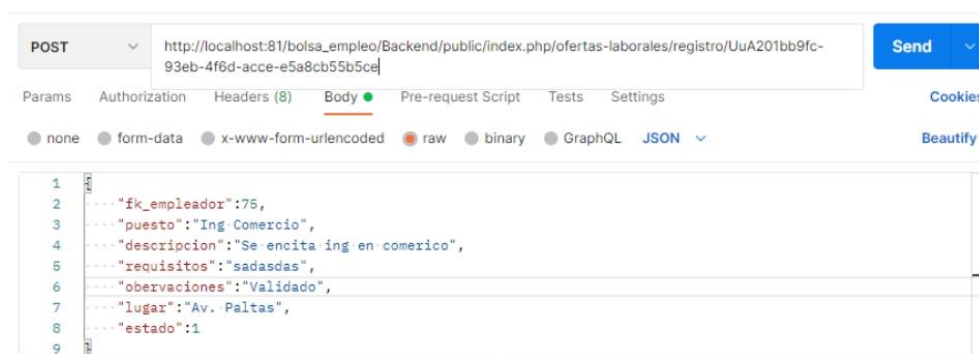 POST
http://localhost:81/bolsa_empleo/Backend/public/index.php/ofertas-laborales/registro/UuA201bb9fc-
93eb-4f6d-acce-e5a8cb55b5ce
Send
Params Authorization Headers (8) Body Pre-request Script Tests Settings Cookies
none form-data x-www-form-urlencoded raw binary GraphQL JSON Beautify
1 {
2 "fk_empleador":75,
3 "puesto":"Ing Comercio",
4 "descripcion":"Se encita ing en comerico",
5 "requisitos":"sadasdas",
6 "obervaciones":"Validado",
7 "lugar":"Av. Paltas",
8 "estado":1
9 }